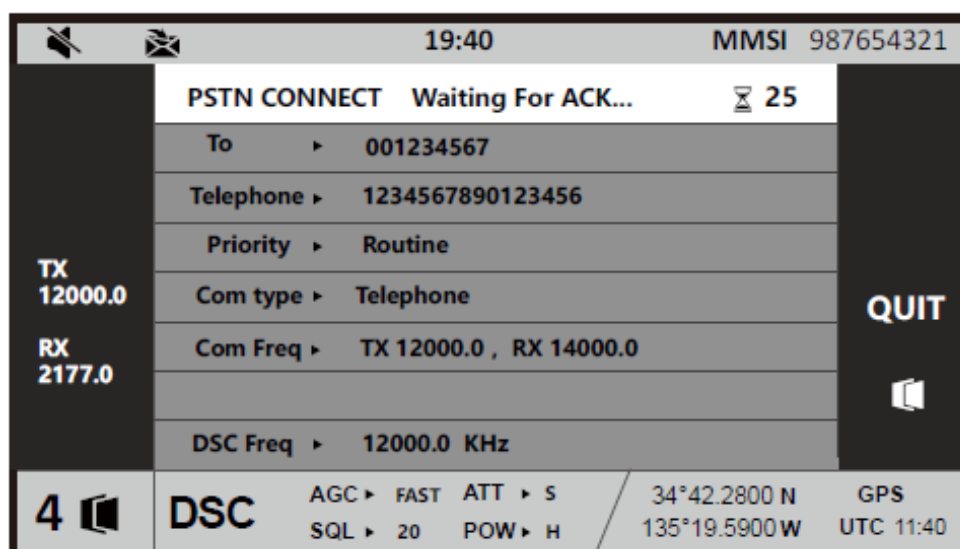 19:40 MMSI 987654321
PSTN CONNECT Waiting For ACK... 25
To ▸ 001234567
Telephone ▸ 1234567890123456
Priority ▸ Routine
Com type ▸ Telephone
Com Freq ▸ TX 12000.0 , RX 14000.0
DSC Freq ▸ 12000.0 KHz
TX
12000.0
RX
2177.0
QUIT
4 DSC
AGC ▸ FAST ATT ▸ S
SQL ▸ 20 POW ▸ H
34°42.2800 N
135°19.5900 W
GPS
UTC 11:40